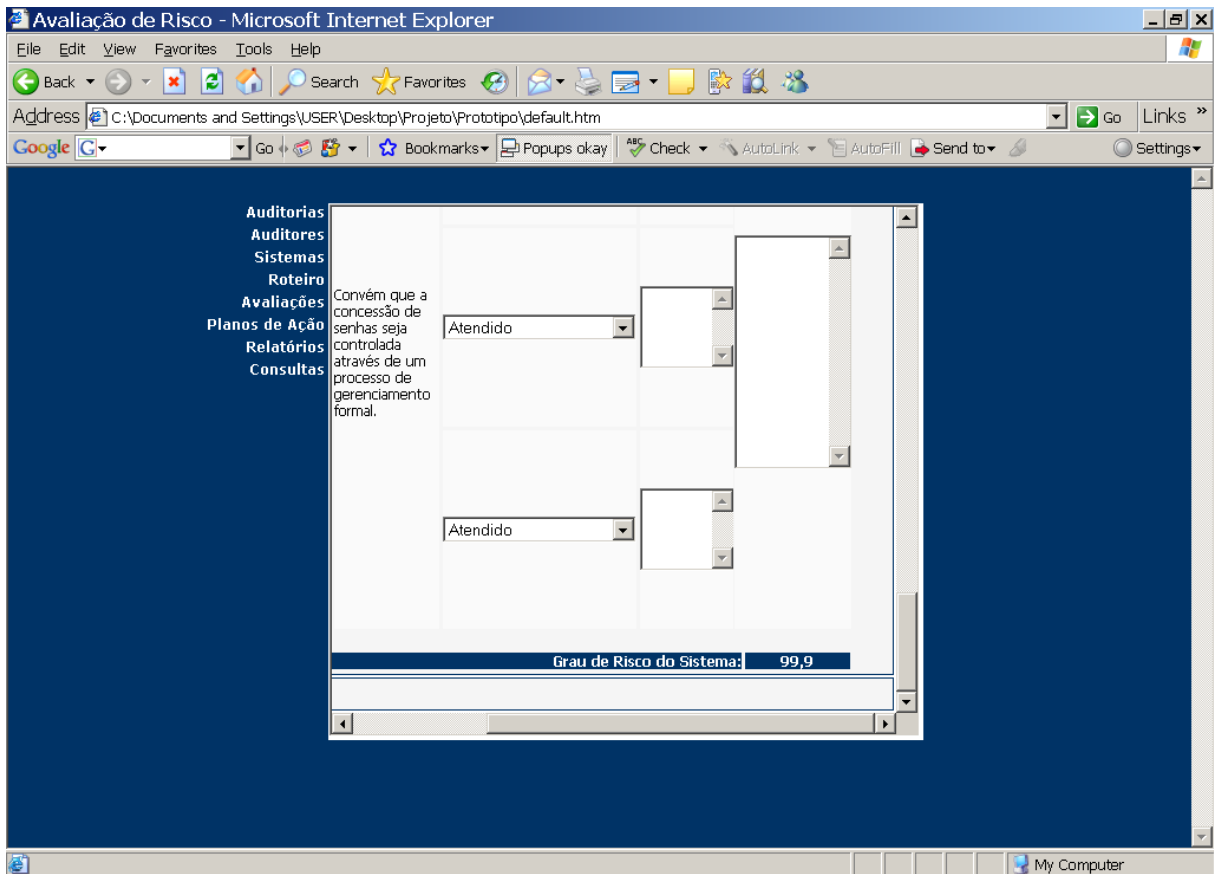 Avaliação de Risco - Microsoft Internet Explorer
File Edit View Favorites Tools Help
Back Search Favorites
Address C:\Documents and Settings\USER\Desktop\Projeto\Prototipo\default.htm Go Links »
Google G Go Bookmarks Popups okay ABC Check AutoLink AutoFill Send to Settings
Auditorias
Auditores
Sistemas
Roteiro
Avaliações
Planos de Ação
Relatórios
Consultas
Convém que a
concessão de
senhas seja
controlada
através de um
processo de
gerenciamento
formal.
Atendido
Atendido
Grau de Risco do Sistema: 99,9
My Computer